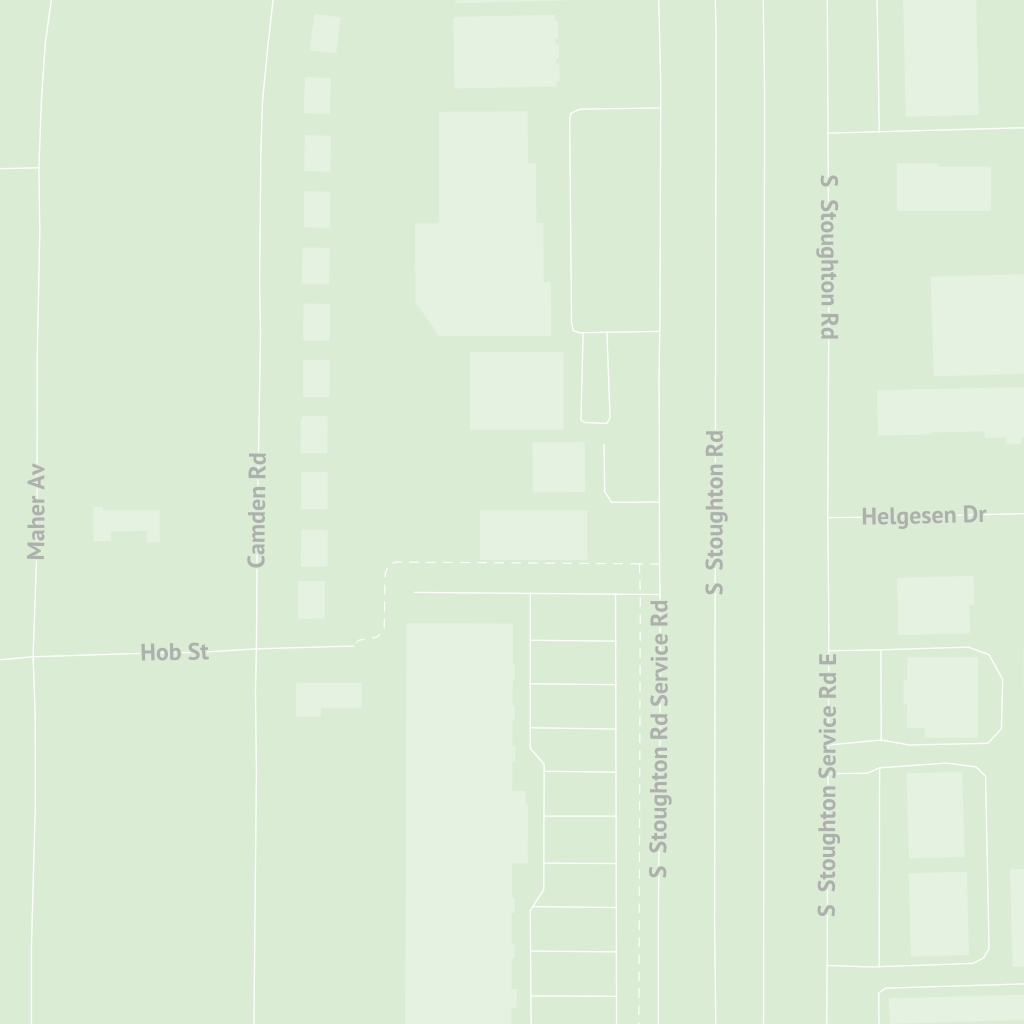 S Stoughton Rd
S Stoughton Rd
Maher Av
Camden Rd
Helgesen Dr
Hob St
S Stoughton Rd Service Rd
S Stoughton Service Rd E